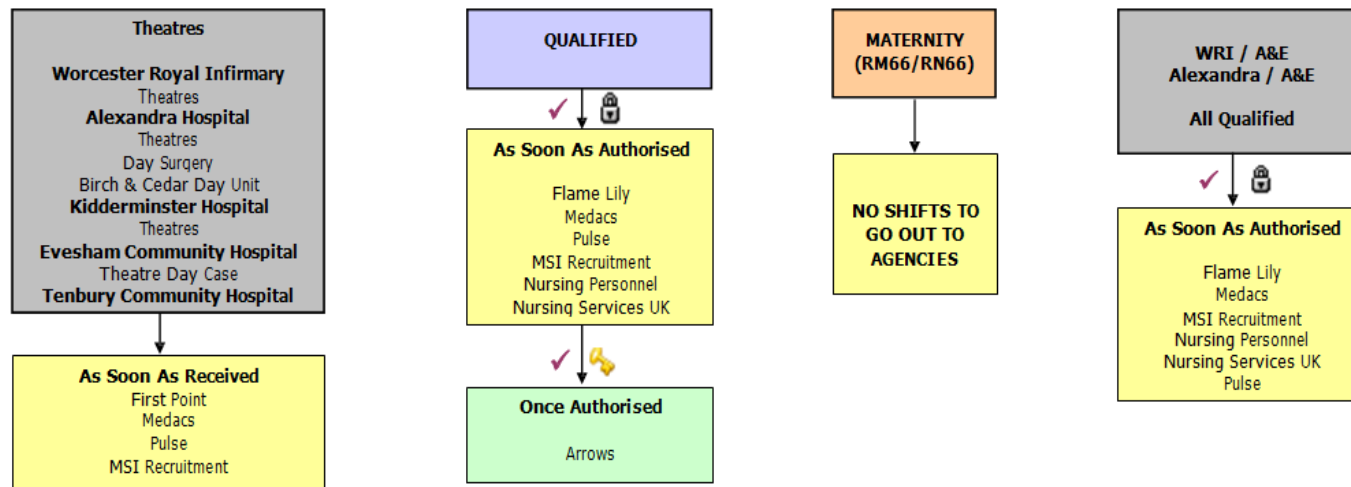 Theatres
Worcester Royal Infirmary
Theatres
Alexandra Hospital
Theatres
Day Surgery
Birch & Cedar Day Unit
Kidderminster Hospital
Theatres
Evesham Community Hospital
Theatre Day Case
Tenbury Community Hospital
As Soon As Received
First Point
Medacs
Pulse
MSI Recruitment
QUALIFIED
As Soon As Authorised
Flame Lily
Medacs
Pulse
MSI Recruitment
Nursing Personnel
Nursing Services UK
Once Authorised
Arrows
MATERNITY
(RM66/RN66)
NO SHIFTS TO
GO OUT TO
AGENCIES
WRI / A&E
Alexandra / A&E
All Qualified
As Soon As Authorised
Flame Lily
Medacs
MSI Recruitment
Nursing Personnel
Nursing Services UK
Pulse